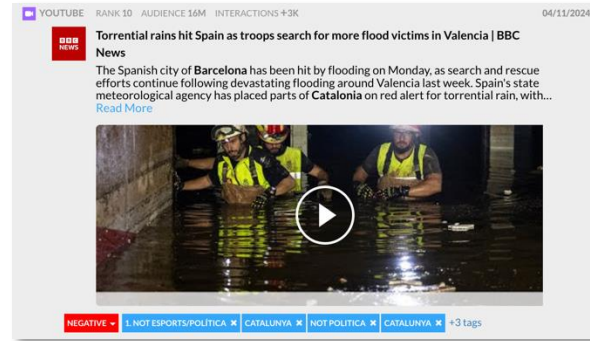 YOUTUBE RANK 10 AUDIENCE 16M INTERACTIONS +3K 04/11/2024
BBC
NEWS
Torrential rains hit Spain as troops search for more flood victims in Valencia | BBC
News
The Spanish city of Barcelona has been hit by flooding on Monday, as search and rescue
efforts continue following devastating flooding around Valencia last week. Spain's state
meteorological agency has placed parts of Catalonia on red alert for torrential rain, with...
Read More
NEGATIVE 1. NOT ESPORTS/POLÍTICA × CATALUNYA × NOT POLITICA × CATALUNYA × +3 tags